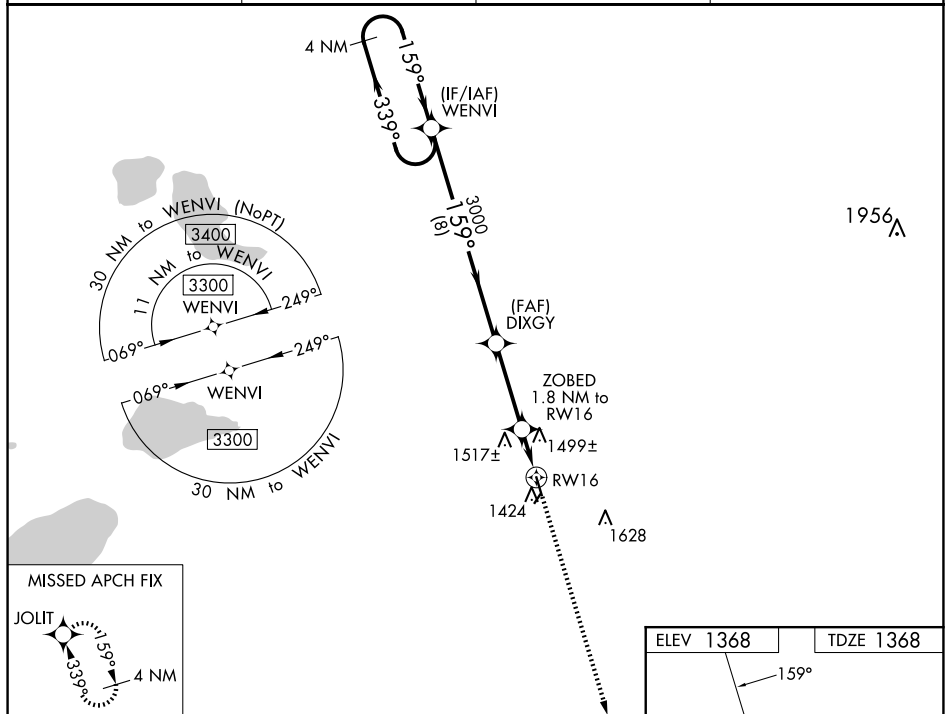 4 NM
159°
339°
(IF/IAF)
WENVI
3000
159°
(8)
1956
30 NM to WENVI (NoPT)
3400
11 NM to WENVI
3300
WENVI
249°
069°
249°
069°
WENVI
3300
30 NM to WENVI
(FAF)
DIXGY
ZOBED
1.8 NM to
RW16
1517±
1499±
RW16
1424
1628
MISSED APCH FIX
JOLIT
159°
339°
4 NM
ELEV 1368
TDZE 1368
159°